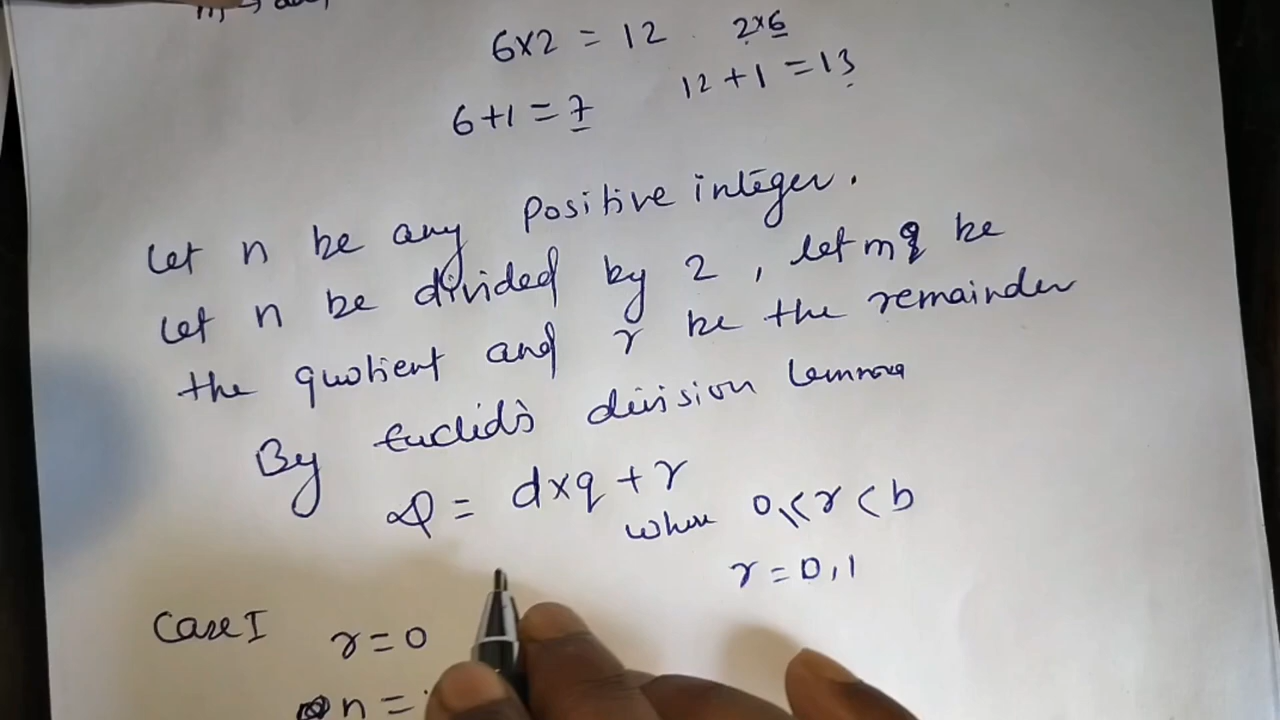 6×2 = 12 2×6
12+1 = 13
6+1 = 7
Let n be any positive integer.
Let n be divided by 2, let m q be
the quotient and r be the remainder
By Euclid's division lemma
= d×q + r
where 0 ≤ r < b
r = 0, 1
Case I r = 0
n =